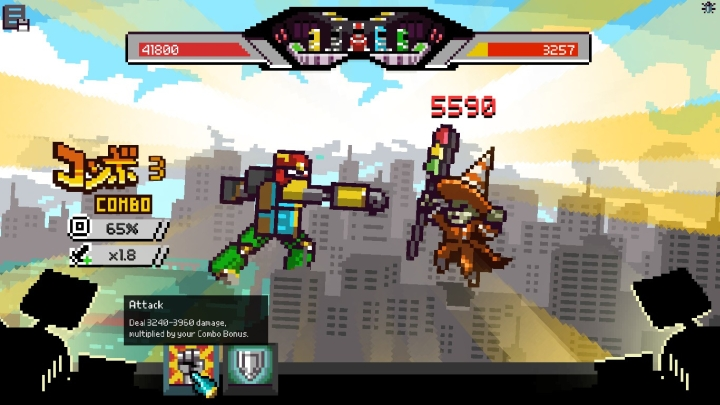 41800
3257
5590
コンボ 3
COMBO
65%
x1.8
Attack
Deal 3240-3960 damage,
multiplied by your Combo Bonus.